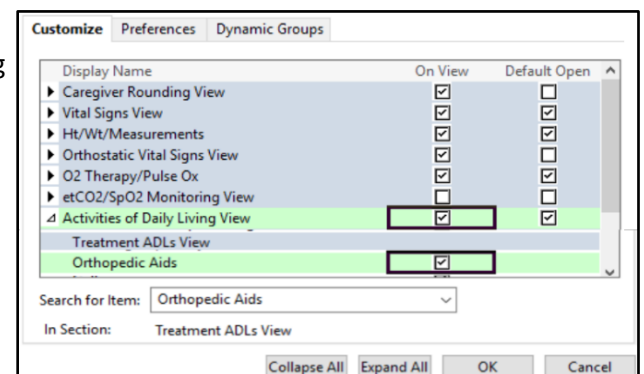 Customize Preferences Dynamic Groups
g
Display Name On View Default Open
Caregiver Rounding View
Vital Signs View
Ht/Wt/Measurements
Orthostatic Vital Signs View
O2 Therapy/Pulse Ox
etCO2/SpO2 Monitoring View
Activities of Daily Living View
Treatment ADLs View
Orthopedic Aids
Search for Item: Orthopedic Aids
In Section: Treatment ADLs View
Collapse All Expand All OK Cancel